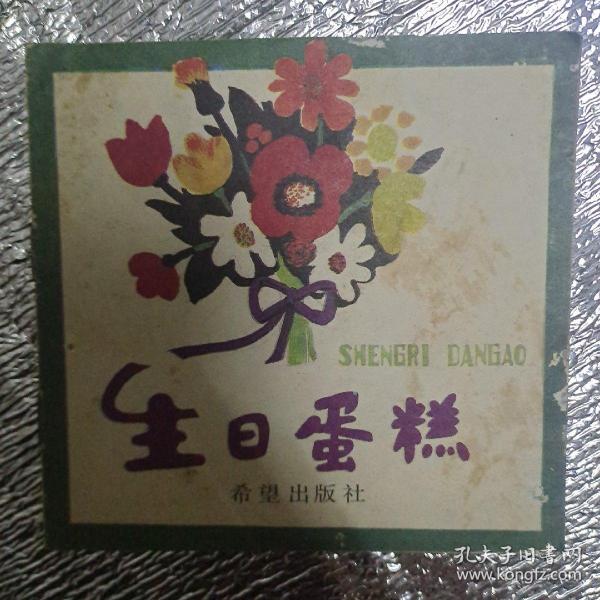 SHENGRI DANGAO
生日蛋糕
希望出版社
孔夫子旧书网
www.kongfz.com